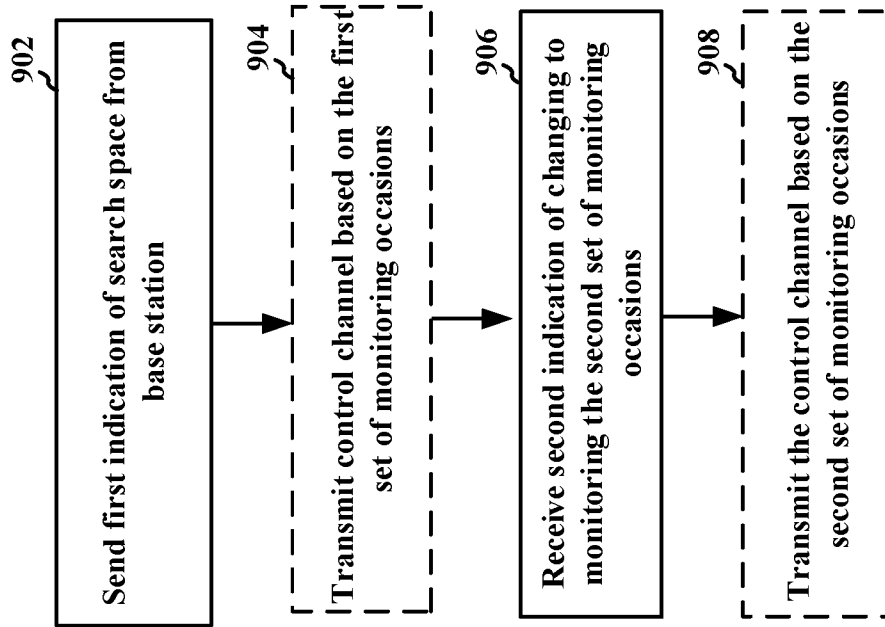 902
Send first indication of search space from
base station
904
Transmit control channel based on the first
set of monitoring occasions
906
Receive second indication of changing to
monitoring the second set of monitoring
occasions
908
Transmit the control channel based on the
second set of monitoring occasions